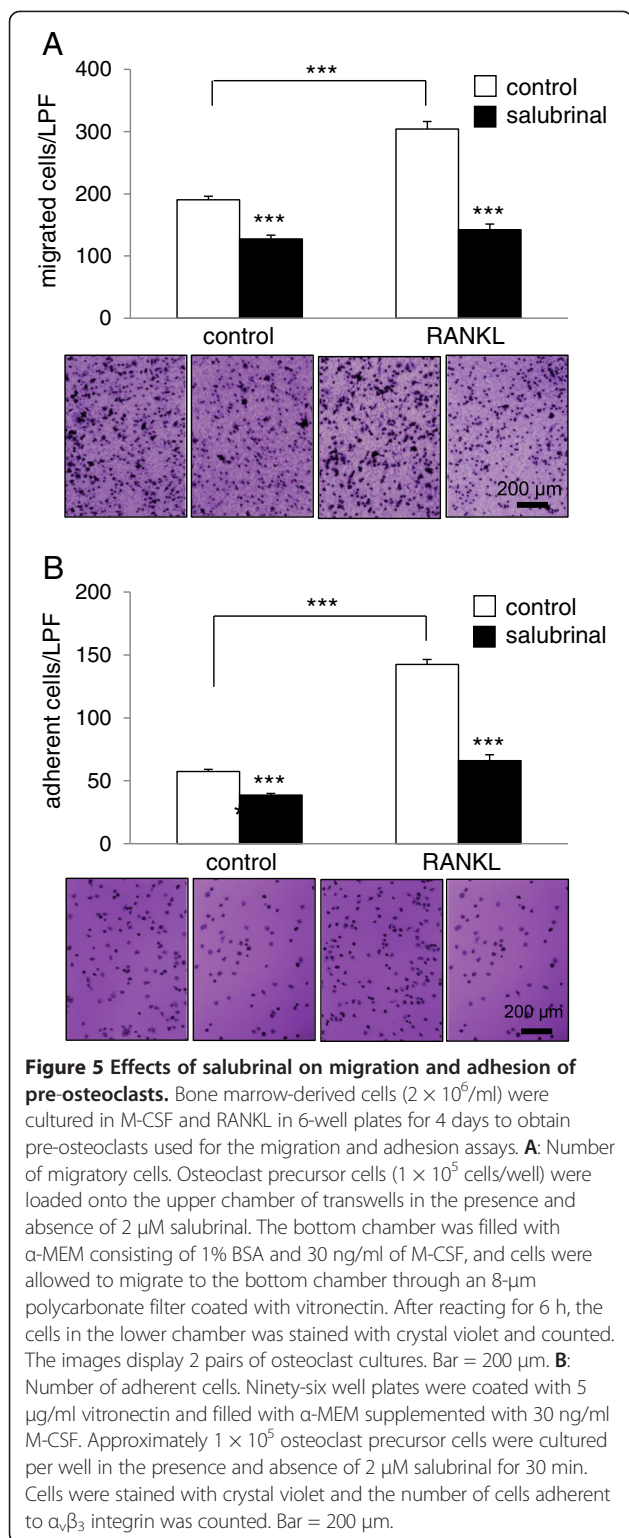 A
400
300
200
100
0
migrated cells/LPF
***
control
salubrinal
***
***
control
RANKL
200 μm
B
200
150
100
50
0
adherent cells/LPF
***
control
salubrinal
***
***
*
control
RANKL
200 μm
Figure 5 Effects of salubrinal on migration and adhesion of
pre-osteoclasts. Bone marrow-derived cells (2 × 10⁶/ml) were
cultured in M-CSF and RANKL in 6-well plates for 4 days to obtain
pre-osteoclasts used for the migration and adhesion assays. A: Number
of migratory cells. Osteoclast precursor cells (1 × 10⁵ cells/well) were
loaded onto the upper chamber of transwells in the presence and
absence of 2 μM salubrinal. The bottom chamber was filled with
α-MEM consisting of 1% BSA and 30 ng/ml of M-CSF, and cells were
allowed to migrate to the bottom chamber through an 8-μm
polycarbonate filter coated with vitronectin. After reacting for 6 h, the
cells in the lower chamber was stained with crystal violet and counted.
The images display 2 pairs of osteoclast cultures. Bar = 200 μm. B:
Number of adherent cells. Ninety-six well plates were coated with 5
μg/ml vitronectin and filled with α-MEM supplemented with 30 ng/ml
M-CSF. Approximately 1 × 10⁵ osteoclast precursor cells were cultured
per well in the presence and absence of 2 μM salubrinal for 30 min.
Cells were stained with crystal violet and the number of cells adherent
to αᵥβ₃ integrin was counted. Bar = 200 μm.